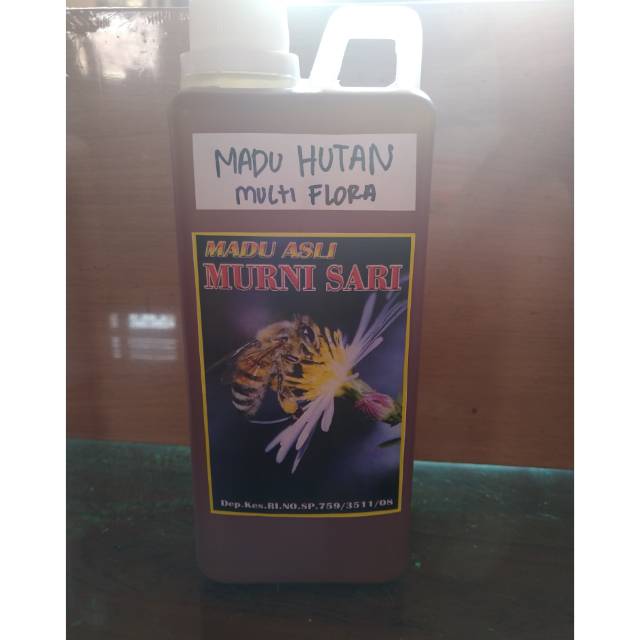 MADU HUTAN
MULTI FLORA
MADU ASLI
MURNI SARI
Dep.Kes.RI.NO.SP.759/3511/08